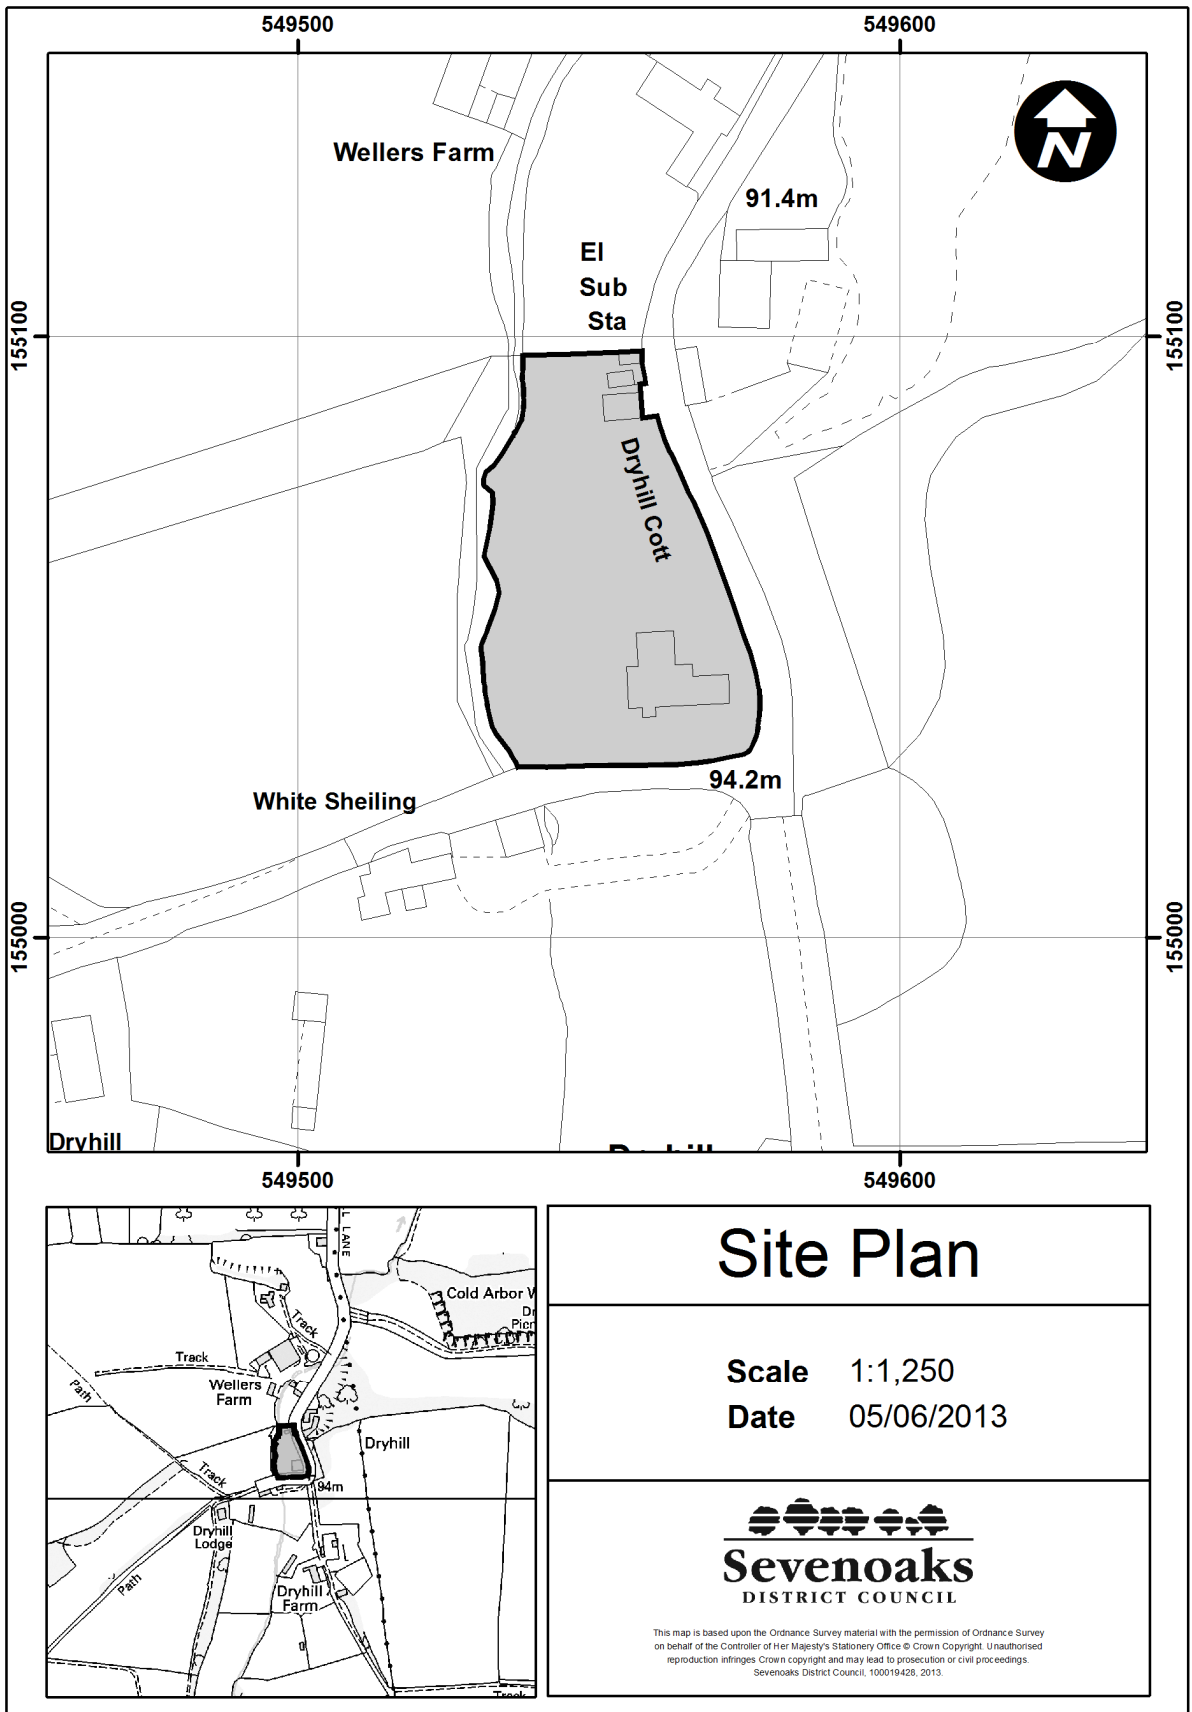 549500
549600
Wellers Farm
91.4m
El
Sub
Sta
155100
155100
Dryhill Cott
94.2m
White Sheiling
155000
155000
Dryhill
549500
549600
L LANE
Cold Arbor W
Dr
Picn
Track
Track
Path
Wellers
Farm
Dryhill
Track
94m
Dryhill
Lodge
Path
Dryhill
Farm
Track
Site Plan
Scale 1:1,250
Date 05/06/2013
Sevenoaks
DISTRICT COUNCIL
This map is based upon the Ordnance Survey material with the permission of Ordnance Survey
on behalf of the Controller of Her Majesty's Stationery Office © Crown Copyright. Unauthorised
reproduction infringes Crown copyright and may lead to prosecution or civil proceedings.
Sevenoaks District Council, 100019428, 2013.